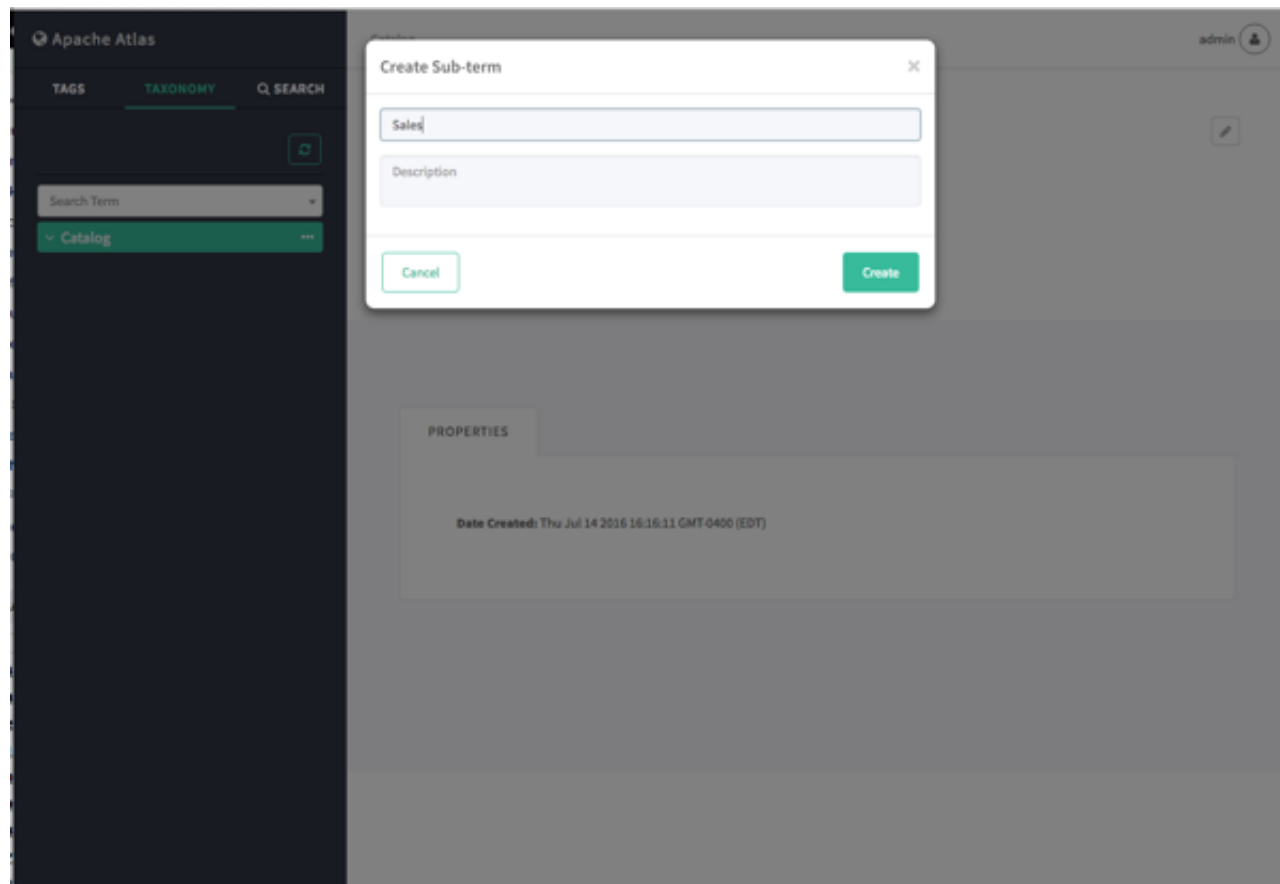 Apache Atlas
Catalog
admin
TAGS TAXONOMY SEARCH
Search Term
Catalog
Create Sub-term
Sales
Description
Cancel Create
PROPERTIES
Date Created: Thu Jul 14 2016 16:16:11 GMT-0400 (EDT)